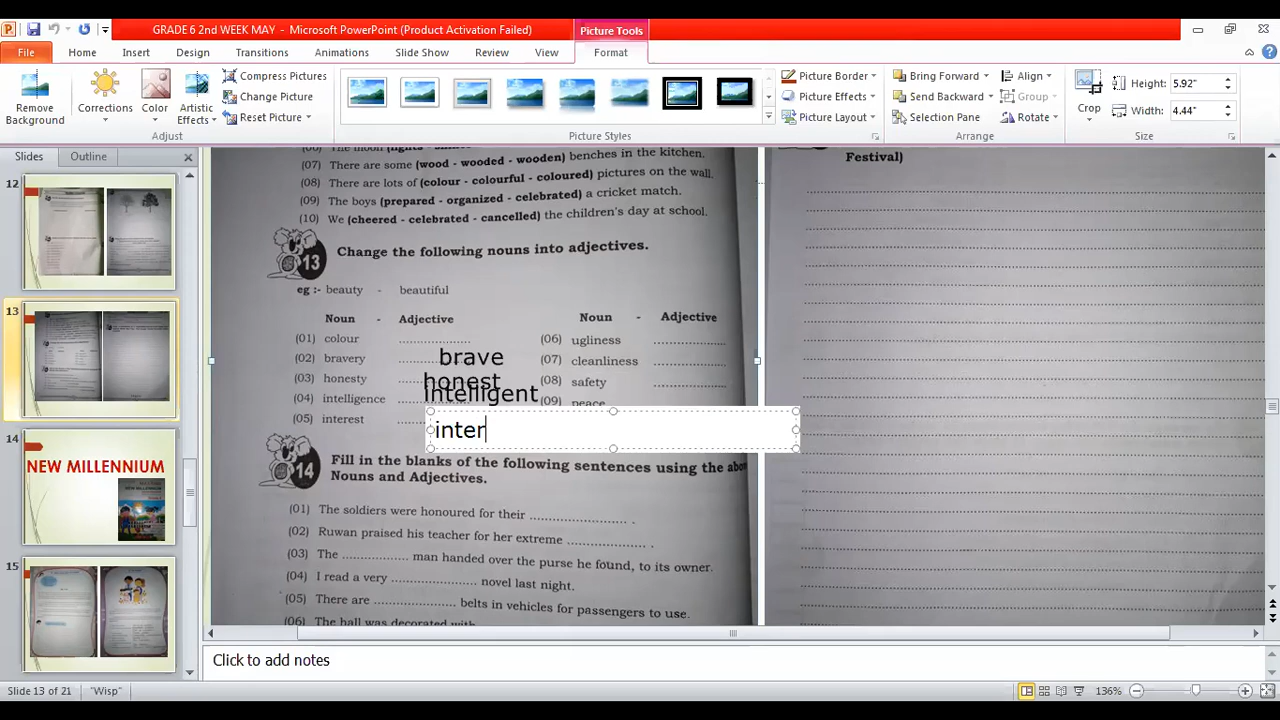 GRADE 6 2nd WEEK MAY - Microsoft PowerPoint (Product Activation Failed)
Picture Tools
File Home Insert Design Transitions Animations Slide Show Review View Format
Remove Background
Corrections
Color
Artistic Effects
Compress Pictures
Change Picture
Reset Picture
Adjust
Picture Styles
Picture Border
Picture Effects
Picture Layout
Bring Forward
Send Backward
Selection Pane
Align
Group
Rotate
Arrange
Crop
Height: 5.92"
Width: 4.44"
Size
Slides Outline
12
13
14
NEW MILLENNIUM
15
(07) There are some (wood - wooded - wooden) benches in the kitchen.
(08) There are lots of (colour - colourful - coloured) pictures on the wall.
(09) The boys (prepared - organized - celebrated) a cricket match.
(10) We (cheered - celebrated - cancelled) the children's day at school.
13 Change the following nouns into adjectives.
eg :- beauty - beautiful
Noun - Adjective
(01) colour ........................
(02) bravery ........ brave
(03) honesty ........ honest
(04) intelligence ........ intelligent
(05) interest ........ inter
Noun - Adjective
(06) ugliness ........................
(07) cleanliness ........................
(08) safety ........................
(09) peace
14 Fill in the blanks of the following sentences using the
Nouns and Adjectives.
(01) The soldiers were honoured for their ........................ .
(02) Ruwan praised his teacher for her extreme .................... .
(03) The ................ man handed over the purse he found, to its owner.
(04) I read a very .................... novel last night.
(05) There are .................... belts in vehicles for passengers to use.
(06) The hall was decorated with
Festival)
Click to add notes
Slide 13 of 21 "Wisp" 136%